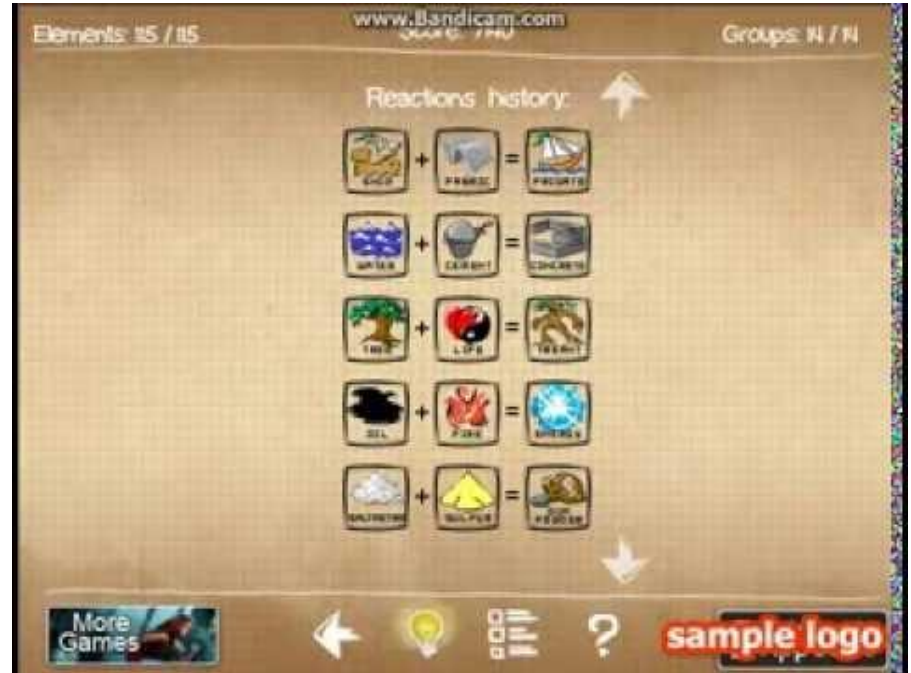 www.Bandicam.com
Elements: 115 / 115
Groups: 14 / 14
Reactions history:
+ FABRIC = FRIGATE
WATER + CEMENT = CONCRETE
TREE + LIFE = TREANT
OIL + FIRE = ENERGY
SALTPETER + SULFUR = GUN POWDER
More
Games
?
sample logo